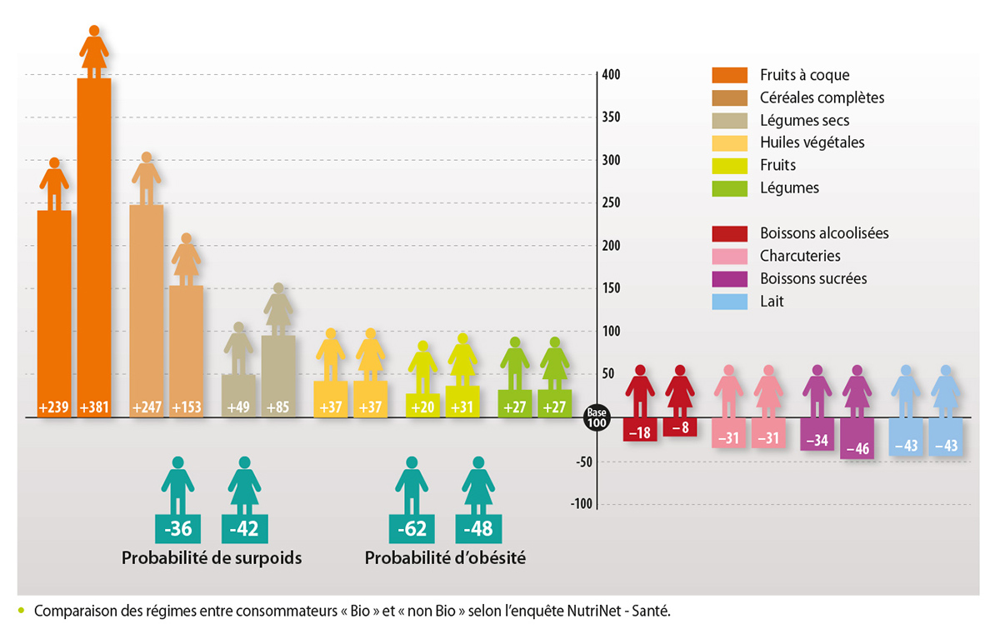 400
350
300
250
200
150
100
50
Base
100
-50
-100
Fruits à coque
Céréales complètes
Légumes secs
Huiles végétales
Fruits
Légumes
Boissons alcoolisées
Charcuteries
Boissons sucrées
Lait
+239 +381 +247 +153 +49 +85 +37 +37 +20 +31 +27 +27
–18 –8 –31 –31 –34 –46 –43 –43
-36 -42 -62 -48
Probabilité de surpoids Probabilité d'obésité
• Comparaison des régimes entre consommateurs « Bio » et « non Bio » selon l'enquête NutriNet - Santé.